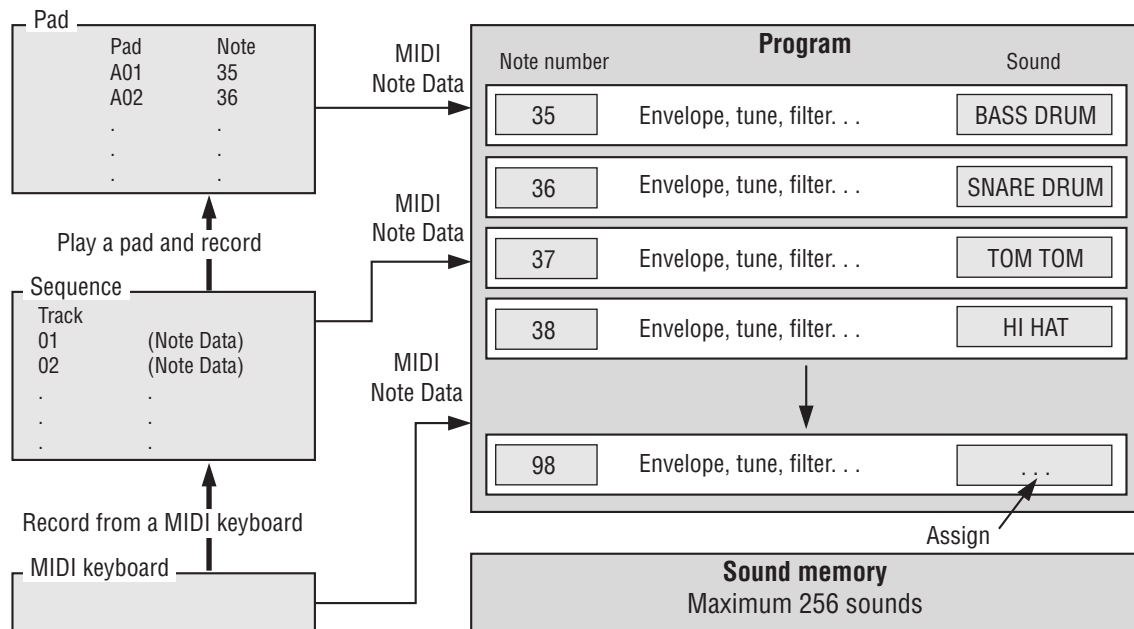 Pad
Pad Note
A01 35
A02 36
. .
. .
. .
Play a pad and record
Sequence
Track
01 (Note Data)
02 (Note Data)
. .
. .
. .
Record from a MIDI keyboard
MIDI keyboard
MIDI
Note Data
MIDI
Note Data
MIDI
Note Data
Program
Note number Sound
35 Envelope, tune, filter. . . BASS DRUM
36 Envelope, tune, filter. . . SNARE DRUM
37 Envelope, tune, filter. . . TOM TOM
38 Envelope, tune, filter. . . HI HAT
98 Envelope, tune, filter. . . . . .
Assign
Sound memory
Maximum 256 sounds